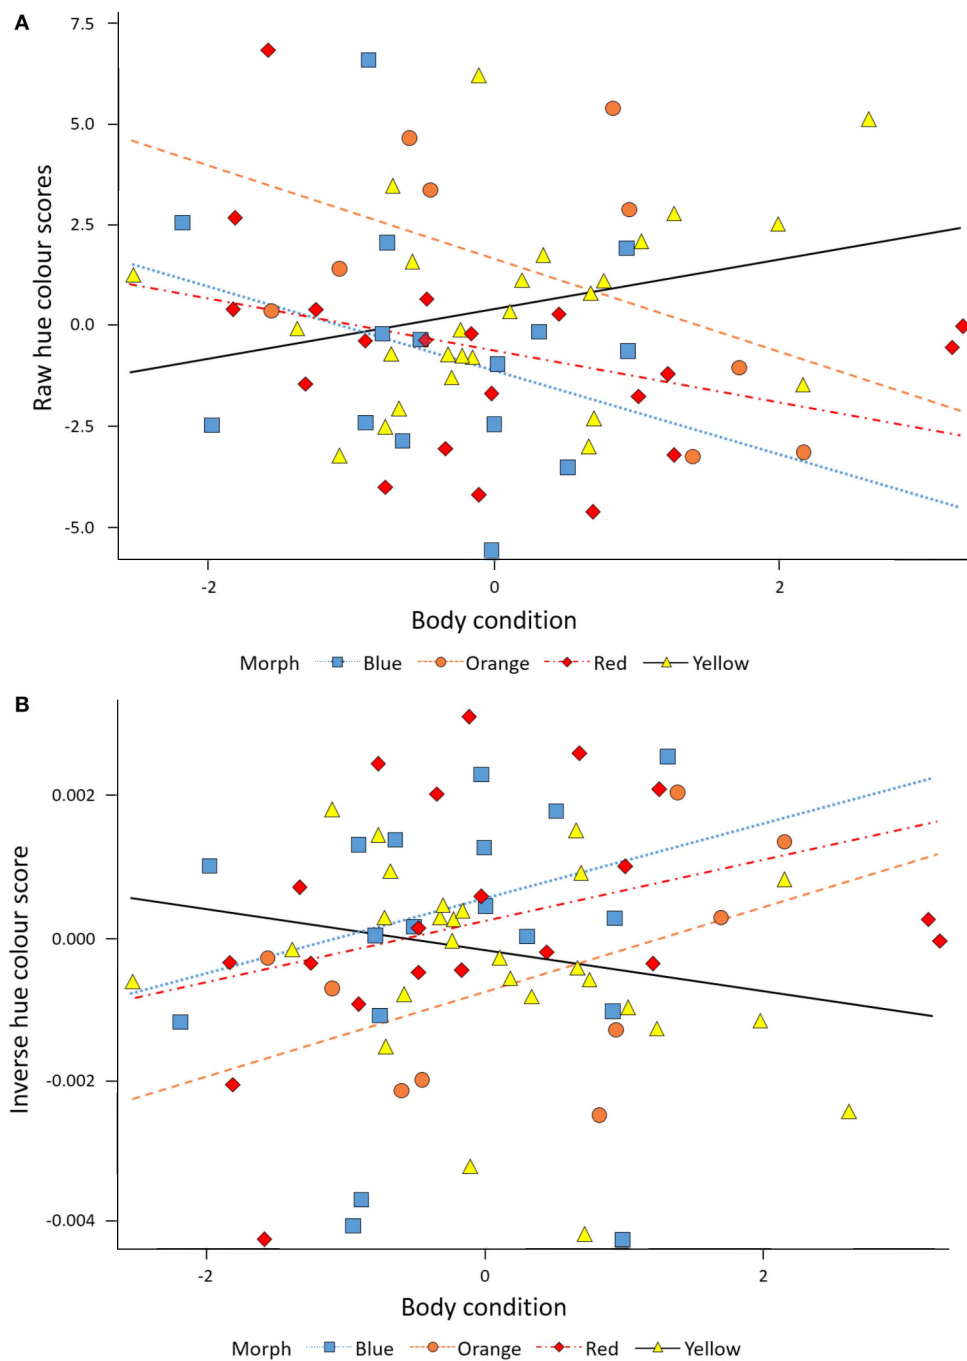 A
7.5
5.0
2.5
0.0
-2.5
-5.0
Raw hue colour scores
-2 0 2
Body condition
Morph Blue Orange Red Yellow
B
0.002
0.000
-0.002
-0.004
Inverse hue colour score
-2 0 2
Body condition
Morph Blue Orange Red Yellow